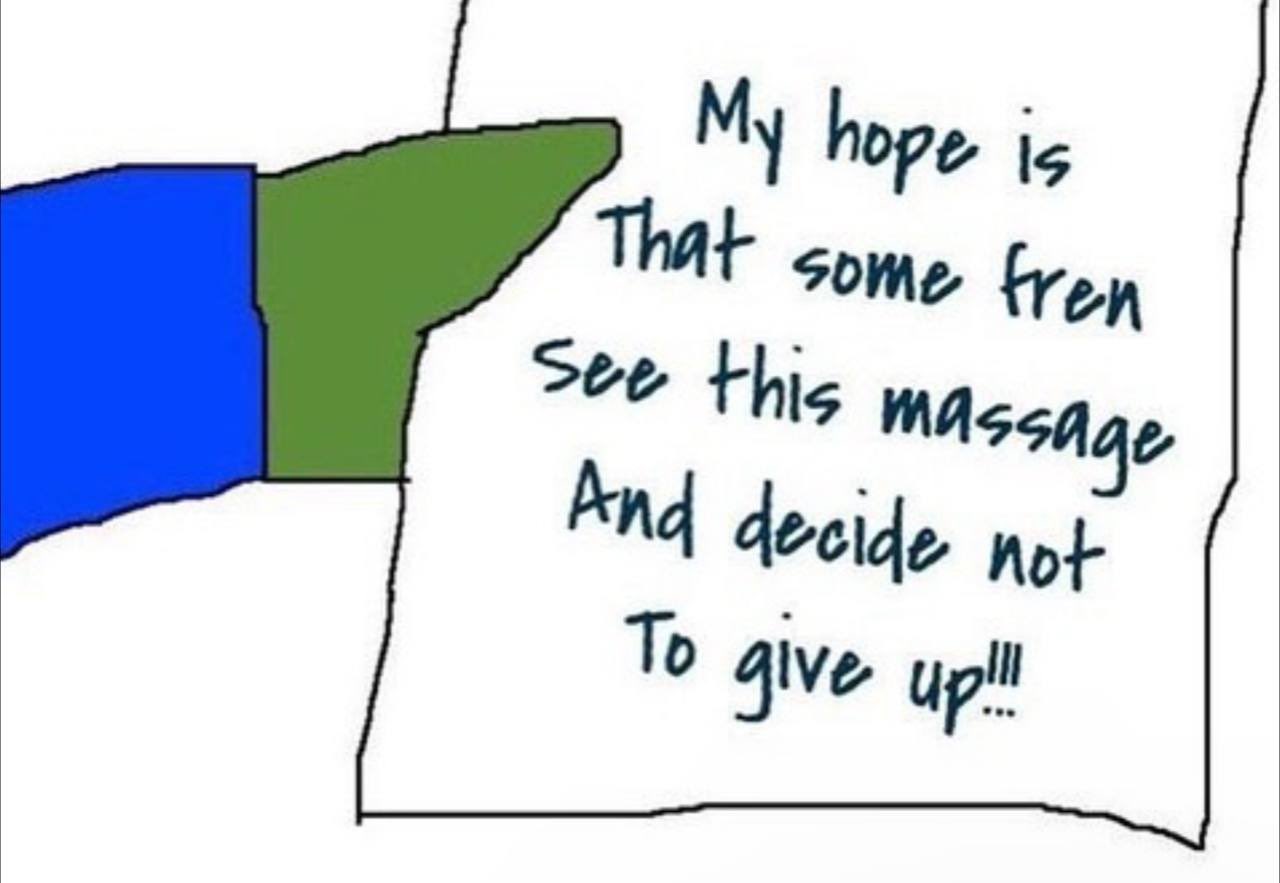 My hope is
That some fren
See this massage
And decide not
To give up!!!